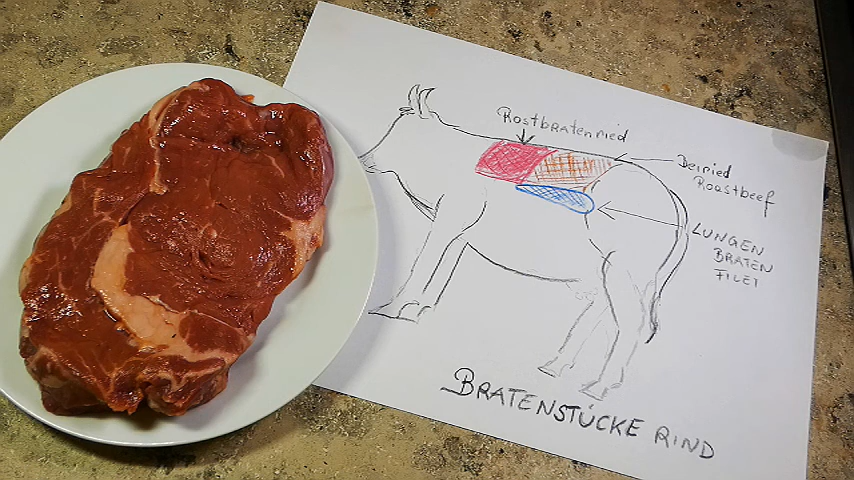 Rostbratenried
Beiried
Roastbeef
LUNGEN
BRATEN
FILET
BRATENSTÜCKE RIND